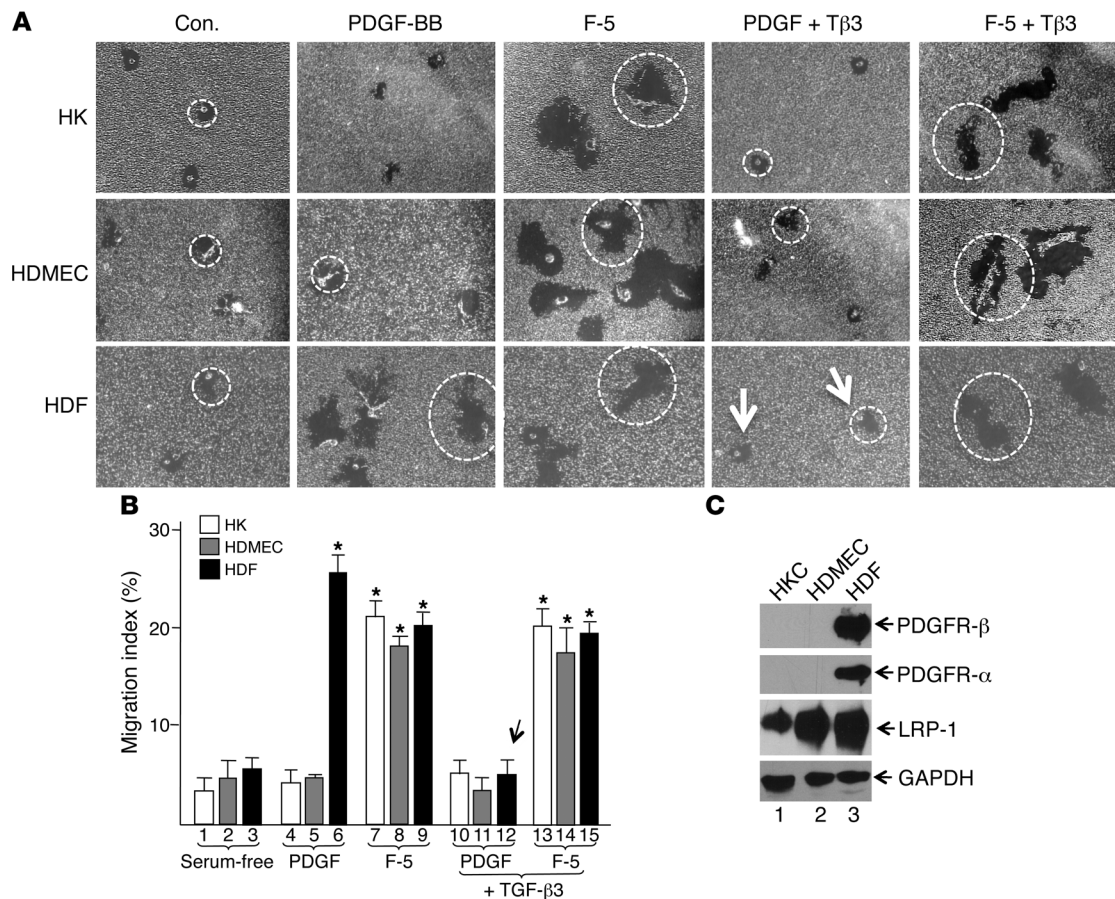 A
Con. PDGF-BB F-5 PDGF + Tβ3 F-5 + Tβ3
HK
HDMEC
HDF
B
Migration index (%)
30
20
10
HK
HDMEC
HDF
* * * * * * *
1 2 3 4 5 6 7 8 9 10 11 12 13 14 15
Serum-free PDGF F-5 PDGF F-5
+ TGF-β3
C
HKC HDMEC HDF
PDGFR-β
PDGFR-α
LRP-1
GAPDH
1 2 3